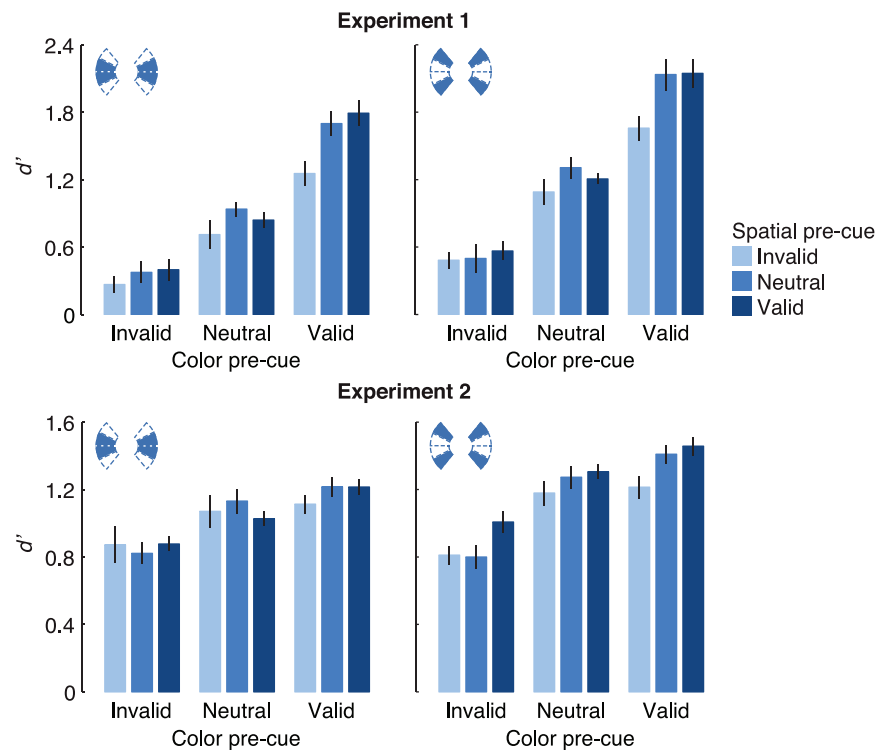 Experiment 1
2.4
1.8
1.2
0.6
0
d'
Invalid Neutral Valid
Color pre-cue
Invalid Neutral Valid
Color pre-cue
Spatial pre-cue
Invalid
Neutral
Valid
Experiment 2
1.6
1.2
0.8
0.4
0
d'
Invalid Neutral Valid
Color pre-cue
Invalid Neutral Valid
Color pre-cue